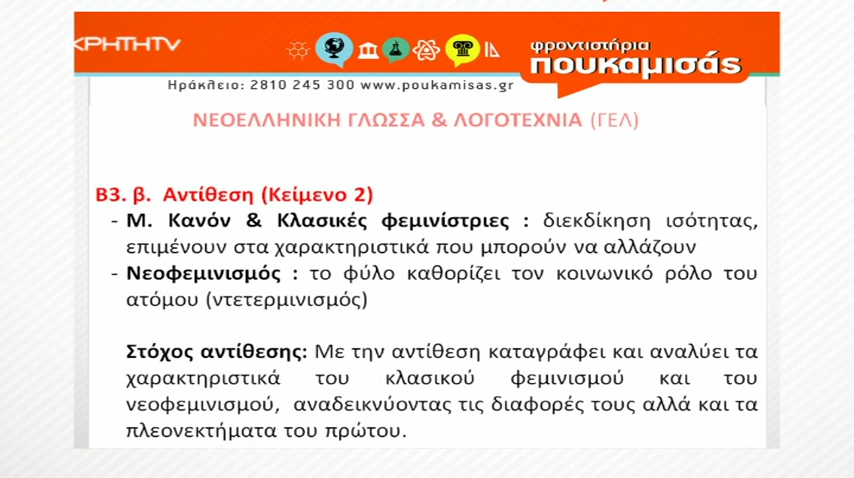 ΚΡΗΤΗTV
φροντιστήρια
πουκαμισάς
Ηράκλειο: 2810 245 300 www.poukamisas.gr
ΝΕΟΕΛΛΗΝΙΚΗ ΓΛΩΣΣΑ & ΛΟΓΟΤΕΧΝΙΑ (ΓΕΛ)
Β3. β. Αντίθεση (Κείμενο 2)
- Μ. Κανόν & Κλασικές φεμινίστριες : διεκδίκηση ισότητας,
επιμένουν στα χαρακτηριστικά που μπορούν να αλλάζουν
- Νεοφεμινισμός : το φύλο καθορίζει τον κοινωνικό ρόλο του
ατόμου (ντετερμινισμός)
Στόχος αντίθεσης: Με την αντίθεση καταγράφει και αναλύει τα
χαρακτηριστικά του κλασικού φεμινισμού και του
νεοφεμινισμού, αναδεικνύοντας τις διαφορές τους αλλά και τα
πλεονεκτήματα του πρώτου.